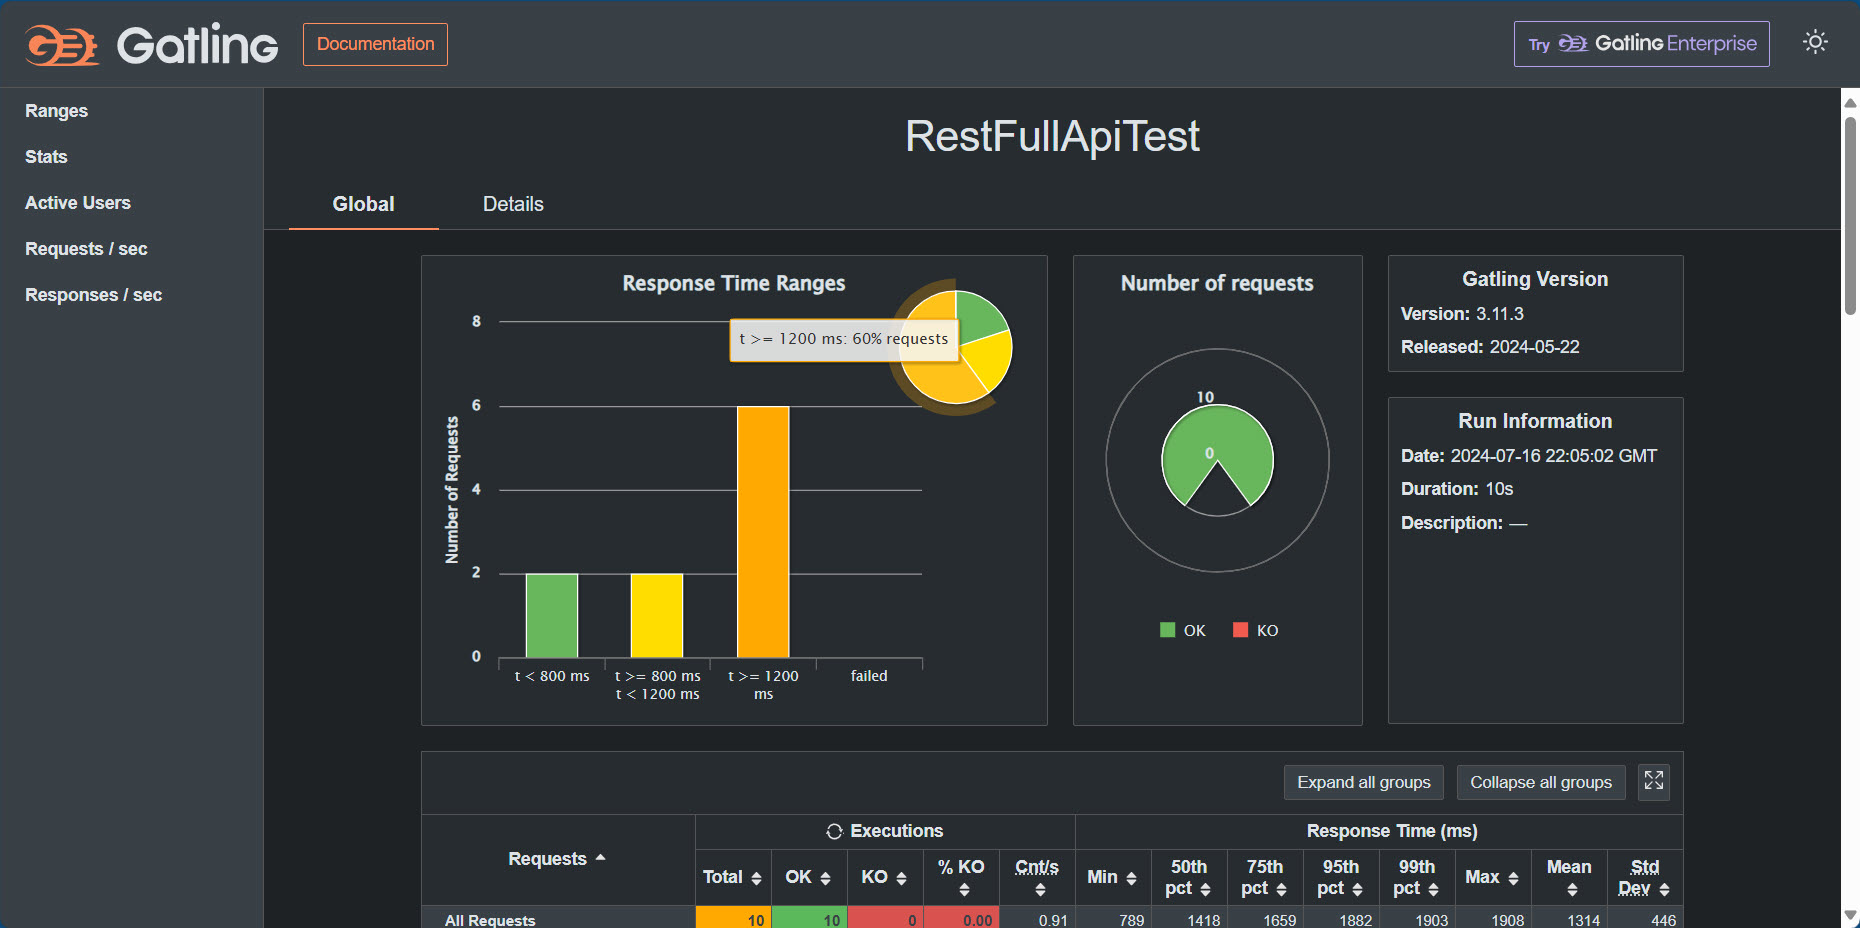 Gatling
Documentation
Try Gatling Enterprise
Ranges
Stats
Active Users
Requests / sec
Responses / sec
RestFullApiTest
Global
Details
Response Time Ranges
t >= 1200 ms: 60% requests
Number of Requests
8
6
4
2
0
t < 800 ms
t >= 800 ms
t < 1200 ms
t >= 1200
ms
failed
Number of requests
10
0
OK
KO
Gatling Version
Version: 3.11.3
Released: 2024-05-22
Run Information
Date: 2024-07-16 22:05:02 GMT
Duration: 10s
Description: —
Expand all groups
Collapse all groups
Requests
Executions
Response Time (ms)
Total
OK
KO
% KO
Cnt/s
Min
50th
pct
75th
pct
95th
pct
99th
pct
Max
Mean
Std
Dev
All Requests 10 10 0 0.00 0.91 789 1418 1659 1882 1903 1908 1314 446